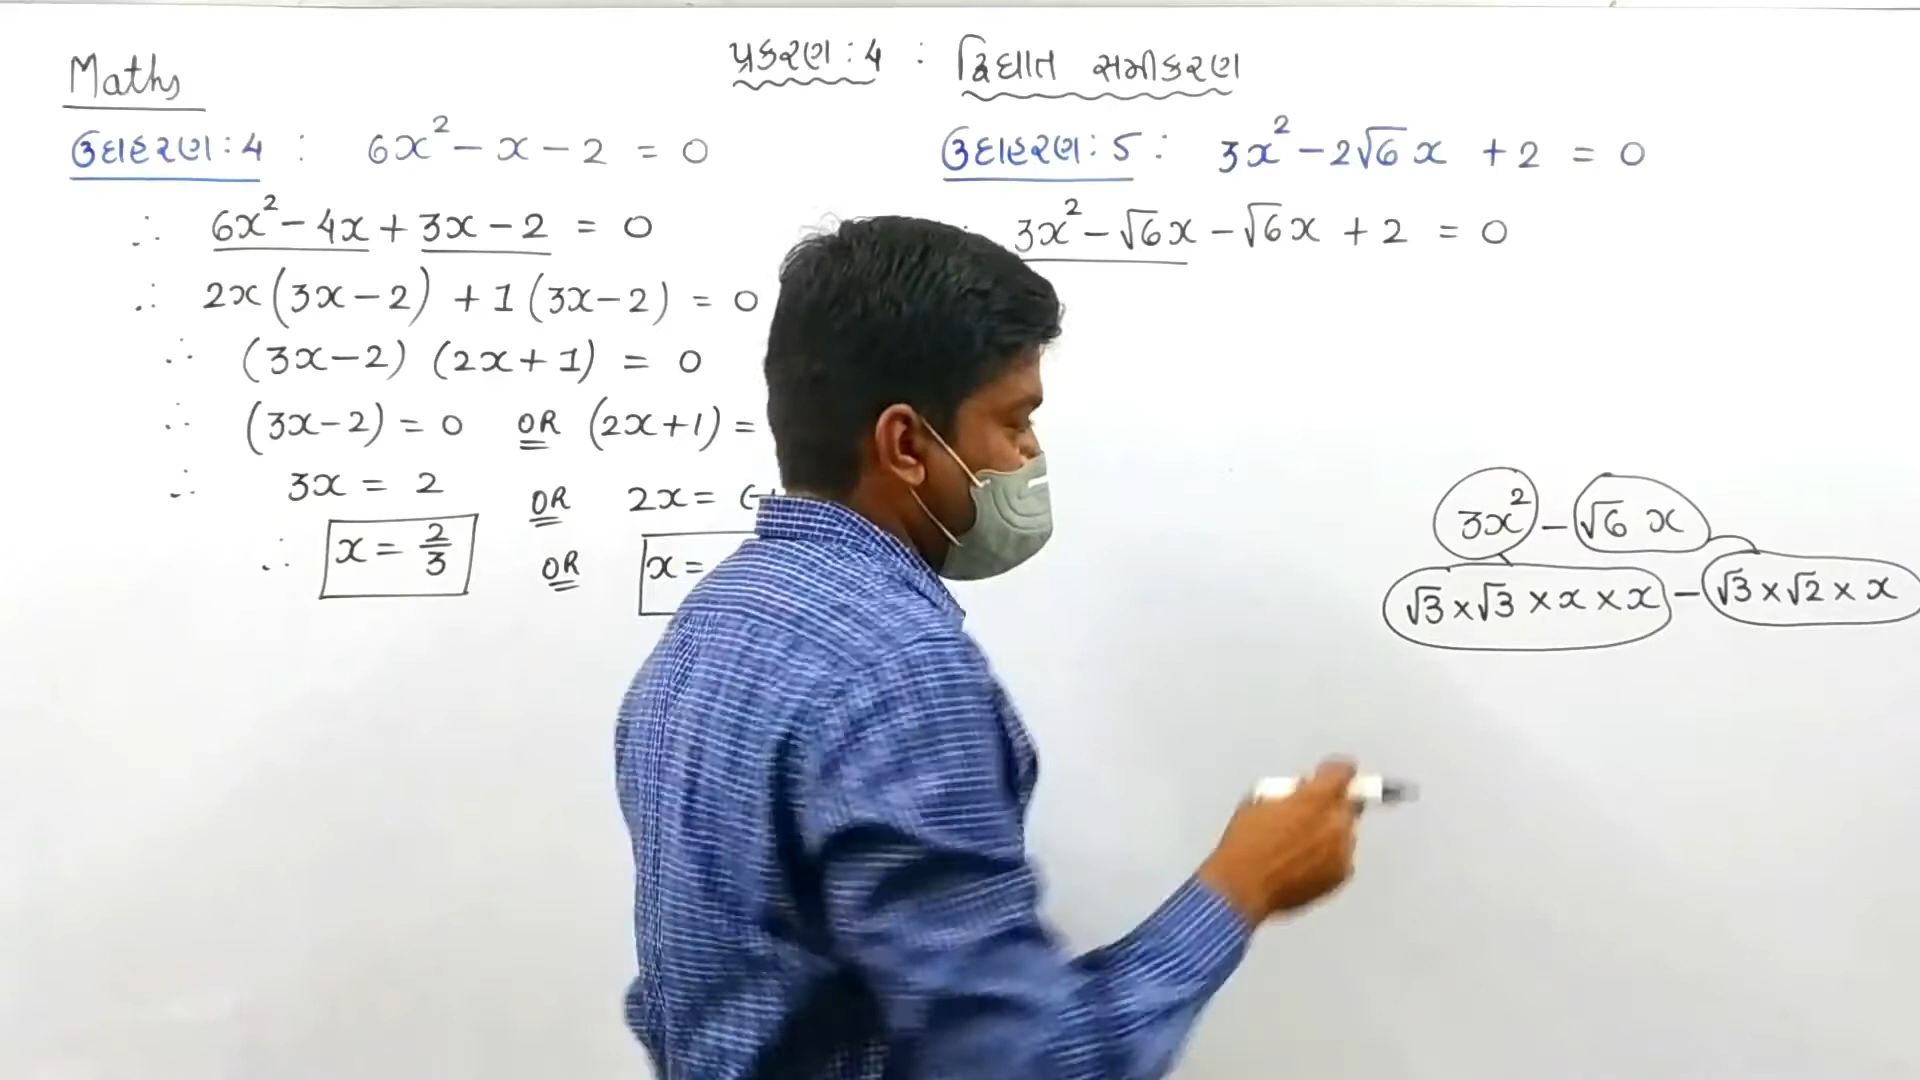 Maths
પ્રકરણ : 4 : દ્વિઘાત સમીકરણ
ઉદાહરણ : 4 : 6x² - x - 2 = 0
∴ 6x² - 4x + 3x - 2 = 0
∴ 2x(3x-2) + 1(3x-2) = 0
∴ (3x-2) (2x+1) = 0
∴ (3x-2) = 0 OR (2x+1) =
∴ 3x = 2 OR 2x =
∴ x = 2/3 OR x =
ઉદાહરણ : 5 : 3x² - 2√6 x + 2 = 0
3x² - √6x - √6x + 2 = 0
3x² - √6 x
√3 × √3 × x × x - √3 × √2 × x